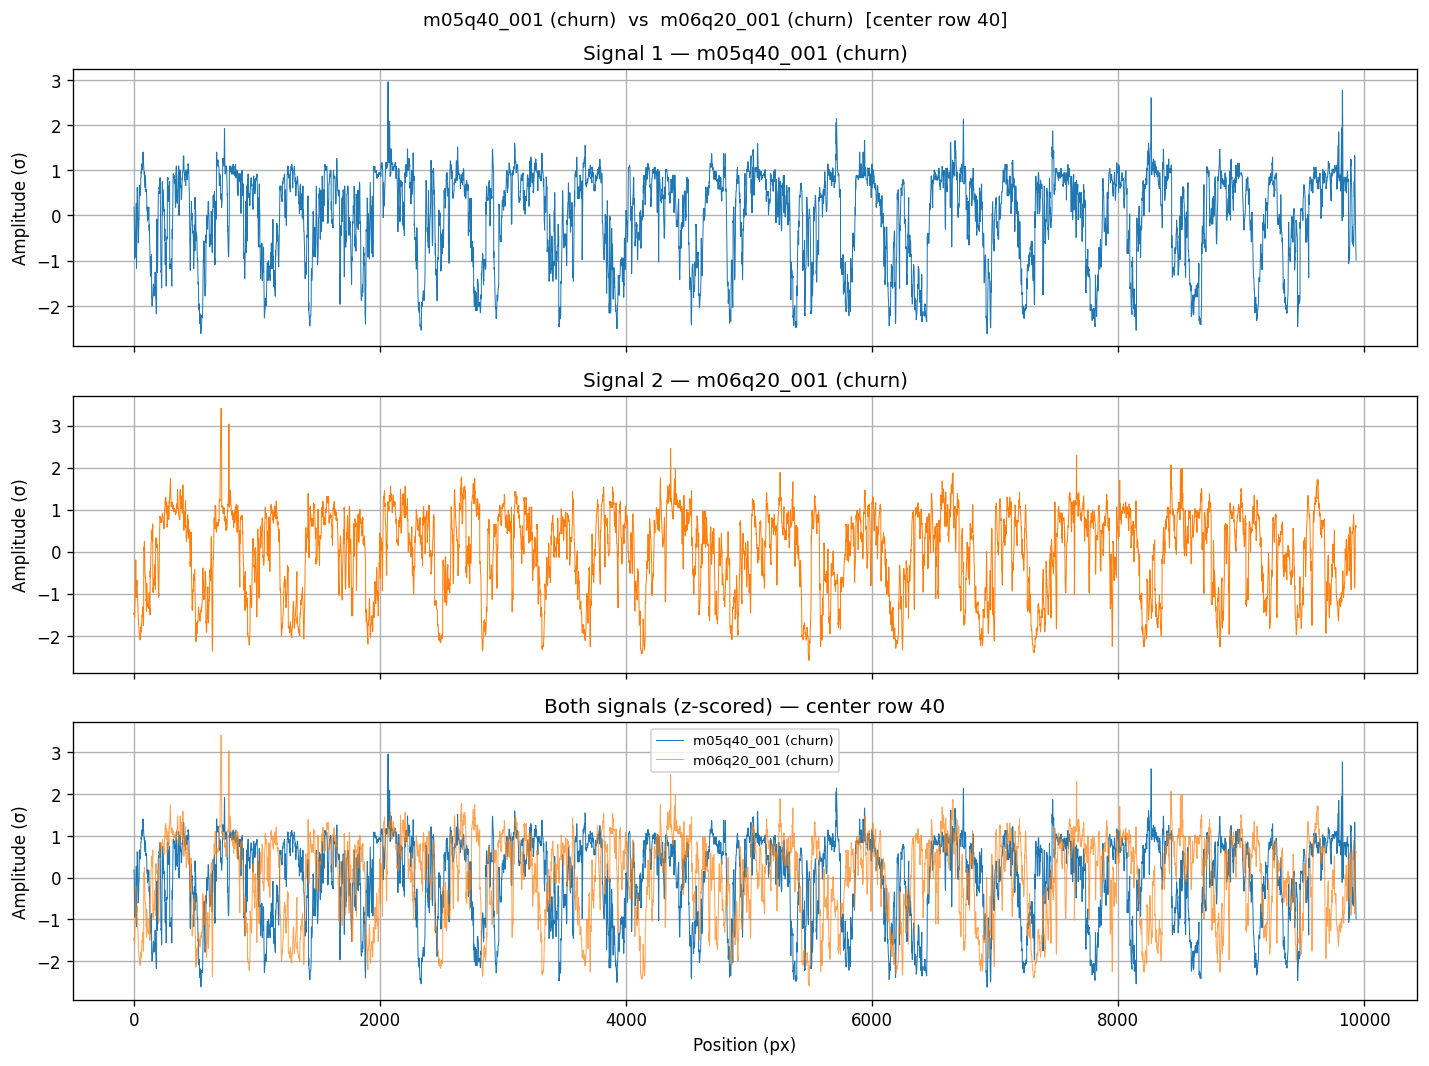 m05q40_001 (churn)  vs  m06q20_001 (churn)  [center row 40]
Signal 1 — m05q40_001 (churn)
Amplitude (σ)
3
2
1
0
−1
−2
Signal 2 — m06q20_001 (churn)
Amplitude (σ)
3
2
1
0
−1
−2
Both signals (z-scored) — center row 40
m05q40_001 (churn)
m06q20_001 (churn)
Amplitude (σ)
3
2
1
0
−1
−2
0 2000 4000 6000 8000 10000
Position (px)